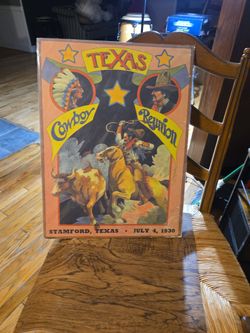 TEXAS
Cowboy Reunion
STAMFORD, TEXAS • JULY 4, 1930